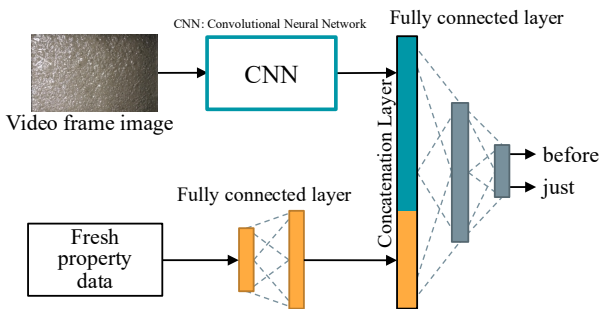 CNN: Convolutional Neural Network
Fully connected layer
CNN
Video frame image
Concatenation Layer
before
just
Fully connected layer
Fresh
property
data